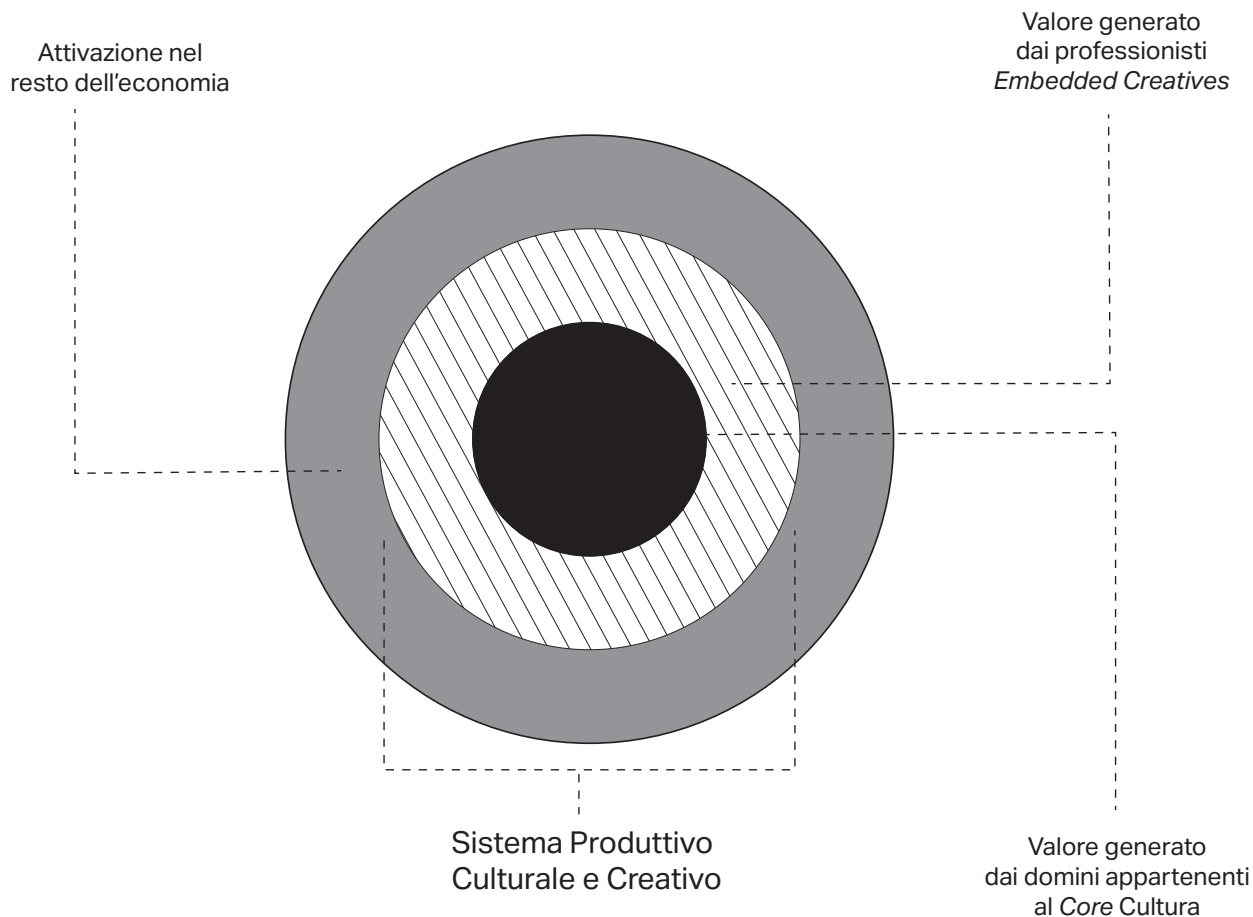 Attivazione nel
resto dell'economia
Valore generato
dai professionisti
Embedded Creatives
Sistema Produttivo
Culturale e Creativo
Valore generato
dai domini appartenenti
al Core Cultura